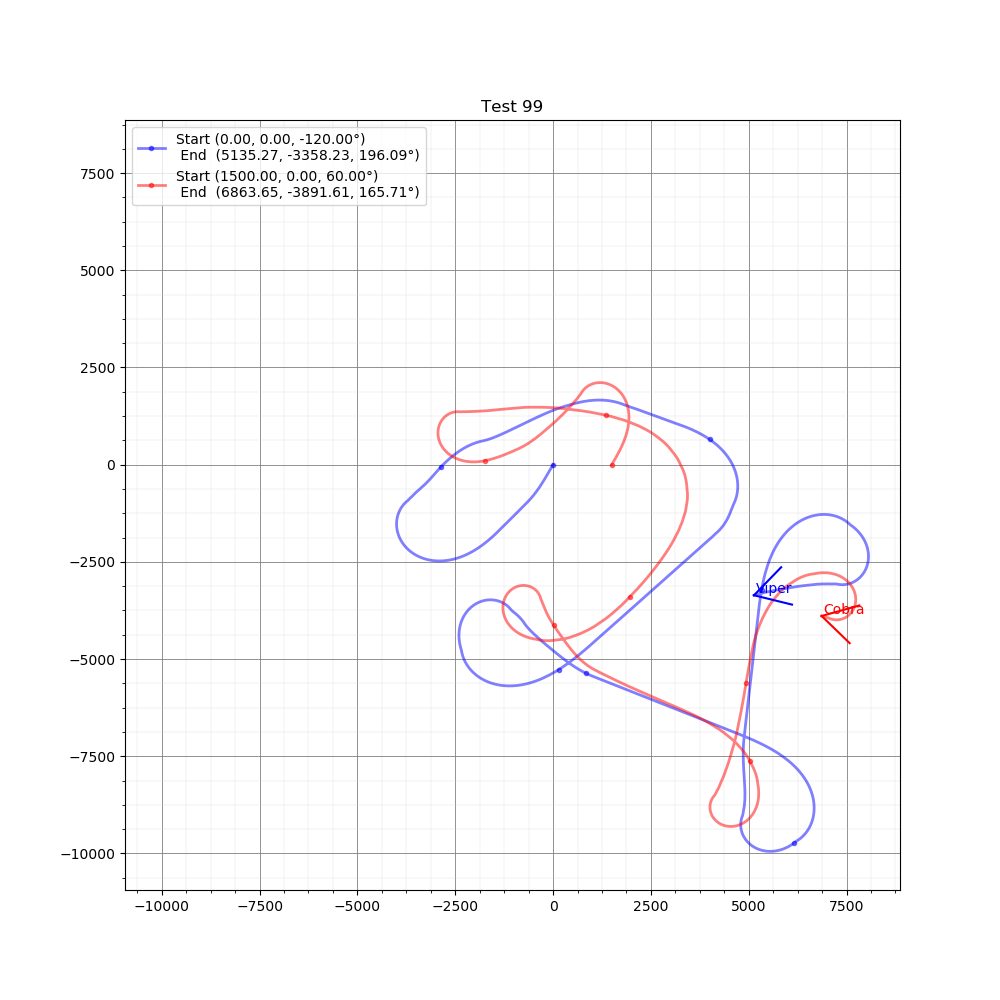 Test 99
Start (0.00, 0.00, -120.00°)
End (5135.27, -3358.23, 196.09°)
Start (1500.00, 0.00, 60.00°)
End (6863.65, -3891.61, 165.71°)
7500
5000
2500
0
−2500
−5000
−7500
−10000
Viper
Cobra
−10000 −7500 −5000 −2500 0 2500 5000 7500